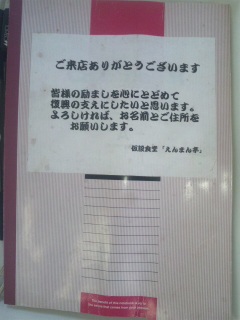 ご来店ありがとうございます
皆様の励ましを心にとどめて
復興の支えにしたいと思います。
よろしければ、お名前とご住所を
お願いします。
仮設食堂「えんまん亭」